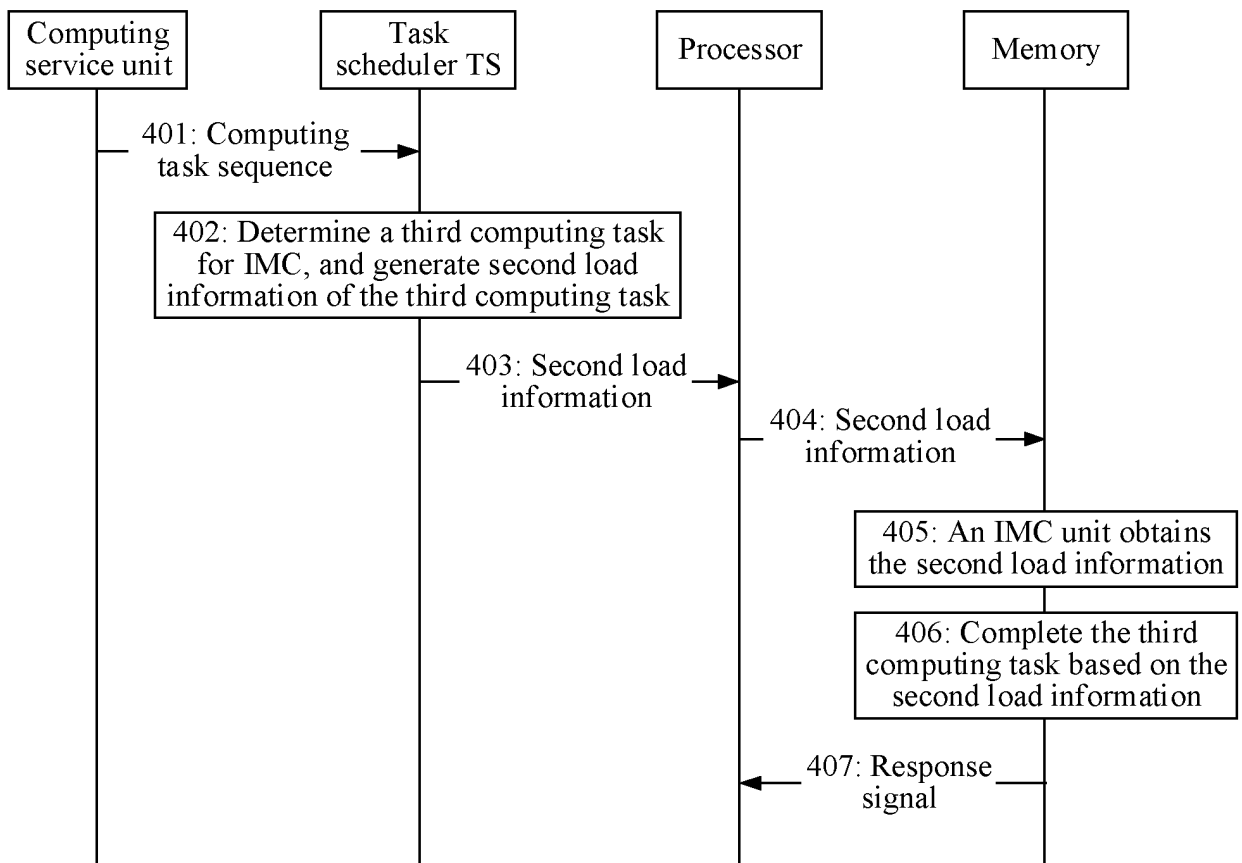 Computing
service unit
Task
scheduler TS
Processor
Memory
401: Computing
task sequence
402: Determine a third computing task
for IMC, and generate second load
information of the third computing task
403: Second load
information
404: Second load
information
405: An IMC unit obtains
the second load information
406: Complete the third
computing task based on the
second load information
407: Response
signal